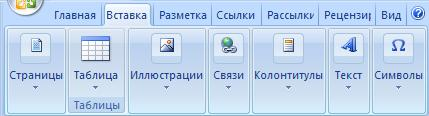 Главная Вставка Разметка Ссылки Рассылки Рецензир Вид
Страницы Таблица Иллюстрации Связи Колонтитулы Текст Символы
Таблицы